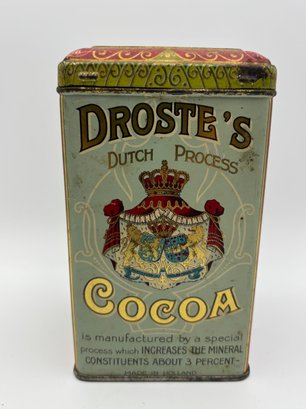 DROSTE'S
DUTCH PROCESS
COCOA
is manufactured by a special
process which INCREASES THE MINERAL
CONSTITUENTS ABOUT 3 PERCENT-
MADE IN HOLLAND